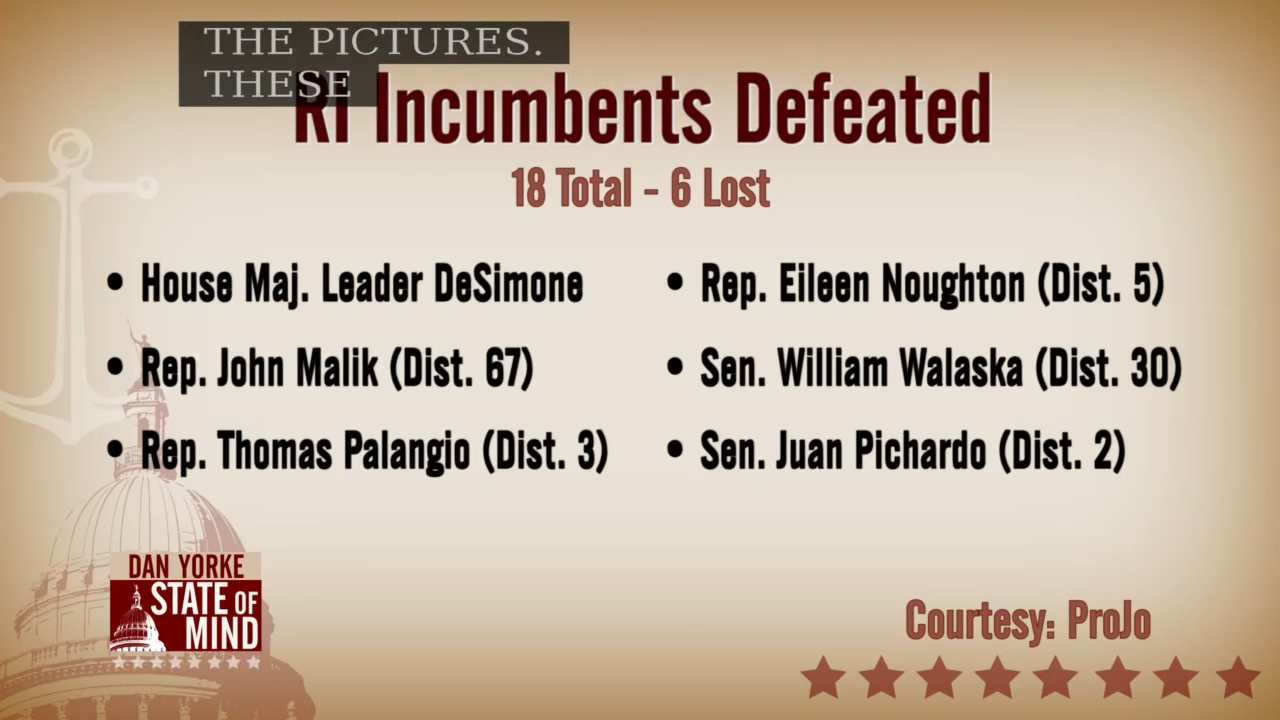 THE PICTURES.
THESE
RI Incumbents Defeated
18 Total - 6 Lost
• House Maj. Leader DeSimone
• Rep. John Malik (Dist. 67)
• Rep. Thomas Palangio (Dist. 3)
• Rep. Eileen Noughton (Dist. 5)
• Sen. William Walaska (Dist. 30)
• Sen. Juan Pichardo (Dist. 2)
DAN YORKE
STATE OF
MIND
Courtesy: ProJo